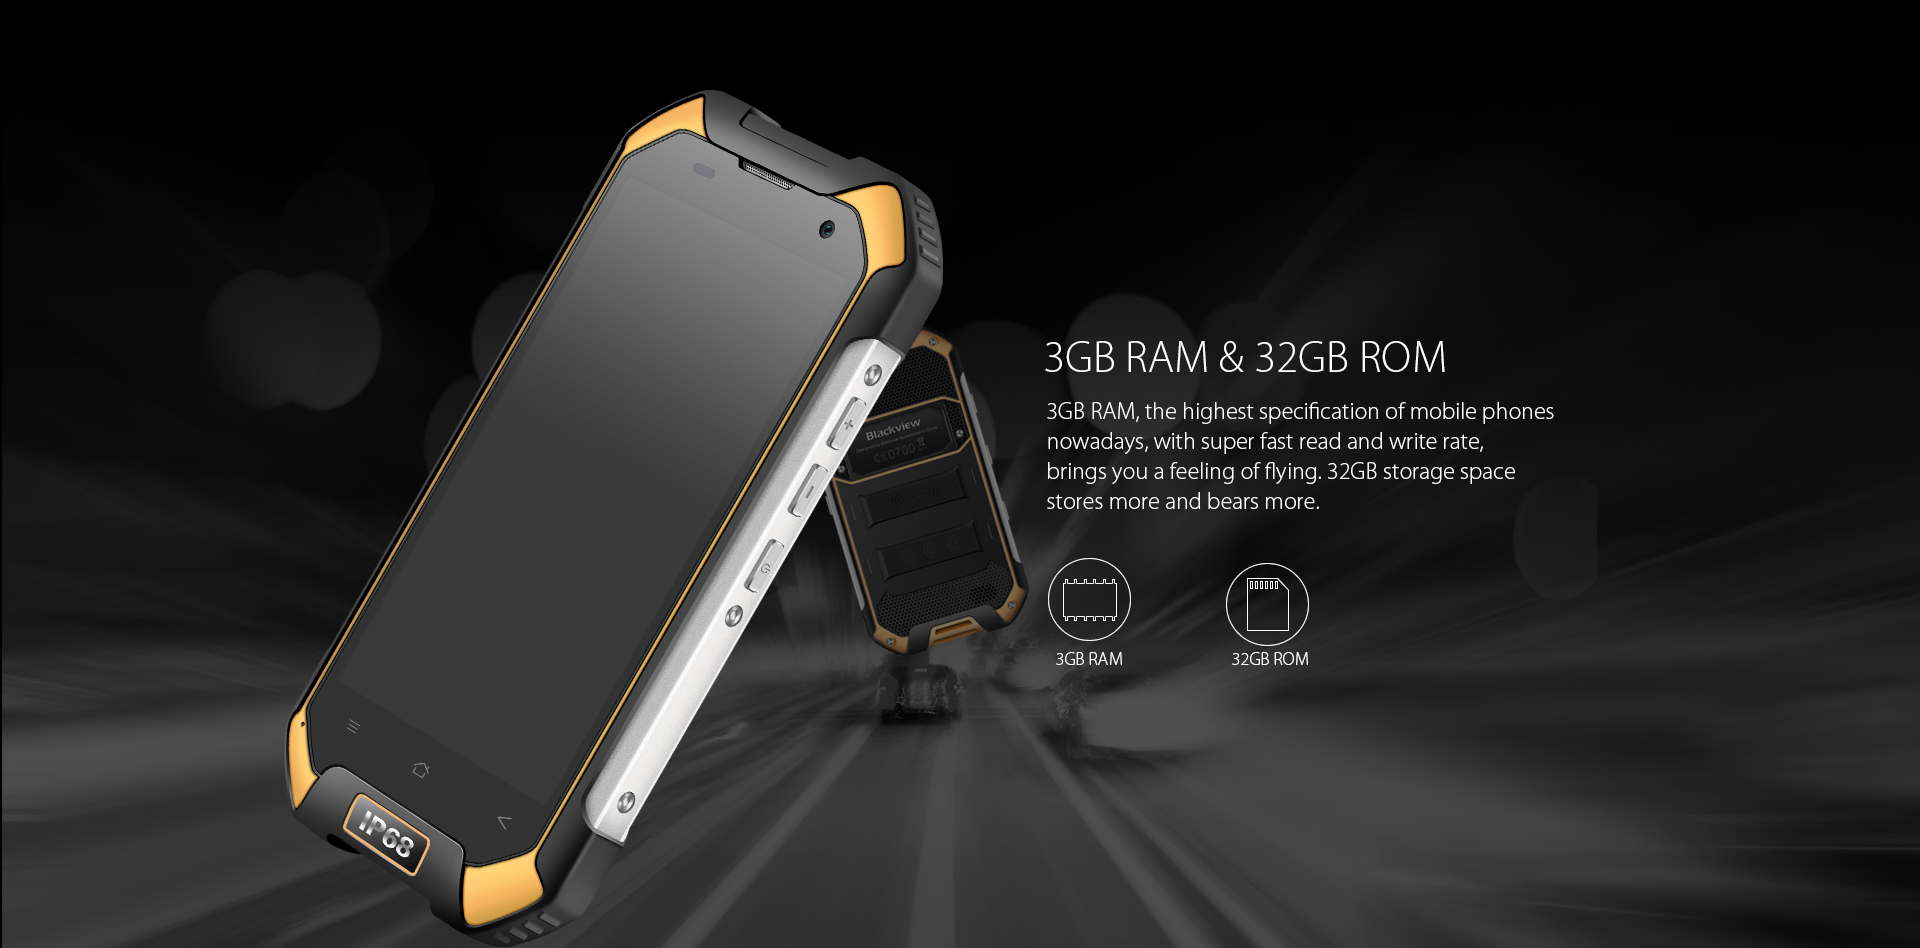 3GB RAM & 32GB ROM
3GB RAM, the highest specification of mobile phones
nowadays, with super fast read and write rate,
brings you a feeling of flying. 32GB storage space
stores more and bears more.
3GB RAM
32GB ROM
Blackview
CE0700
IP68